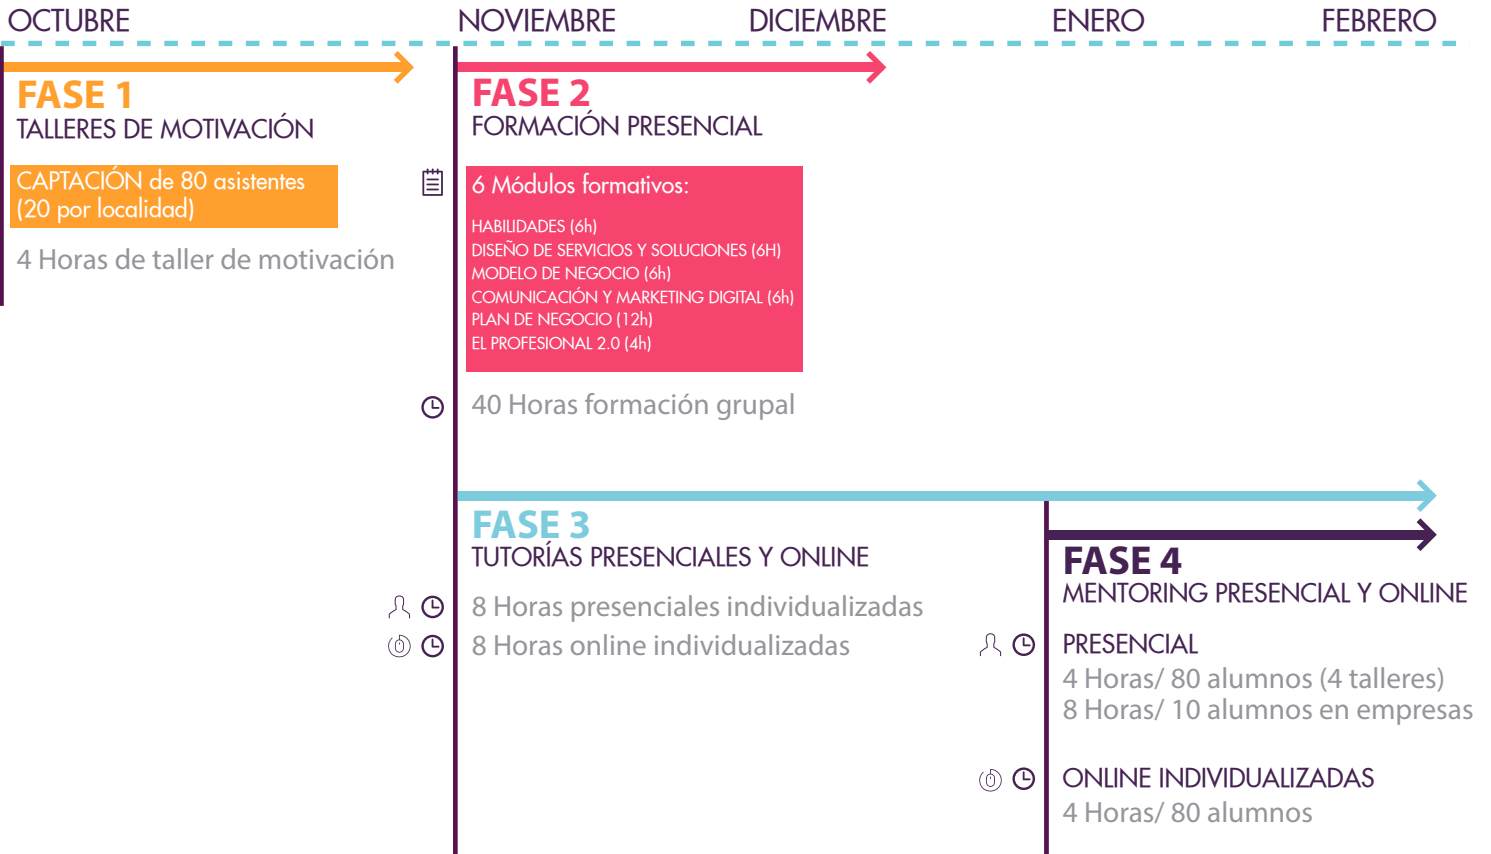 OCTUBRE
NOVIEMBRE
DICIEMBRE
ENERO
FEBRERO
FASE 1
TALLERES DE MOTIVACIÓN
CAPTACIÓN de 80 asistentes
(20 por localidad)
4 Horas de taller de motivación
FASE 2
FORMACIÓN PRESENCIAL
6 Módulos formativos:
HABILIDADES (6h)
DISEÑO DE SERVICIOS Y SOLUCIONES (6H)
MODELO DE NEGOCIO (6h)
COMUNICACIÓN Y MARKETING DIGITAL (6h)
PLAN DE NEGOCIO (12h)
EL PROFESIONAL 2.0 (4h)
40 Horas formación grupal
FASE 3
TUTORÍAS PRESENCIALES Y ONLINE
8 Horas presenciales individualizadas
8 Horas online individualizadas
FASE 4
MENTORING PRESENCIAL Y ONLINE
PRESENCIAL
4 Horas/ 80 alumnos (4 talleres)
8 Horas/ 10 alumnos en empresas
ONLINE INDIVIDUALIZADAS
4 Horas/ 80 alumnos